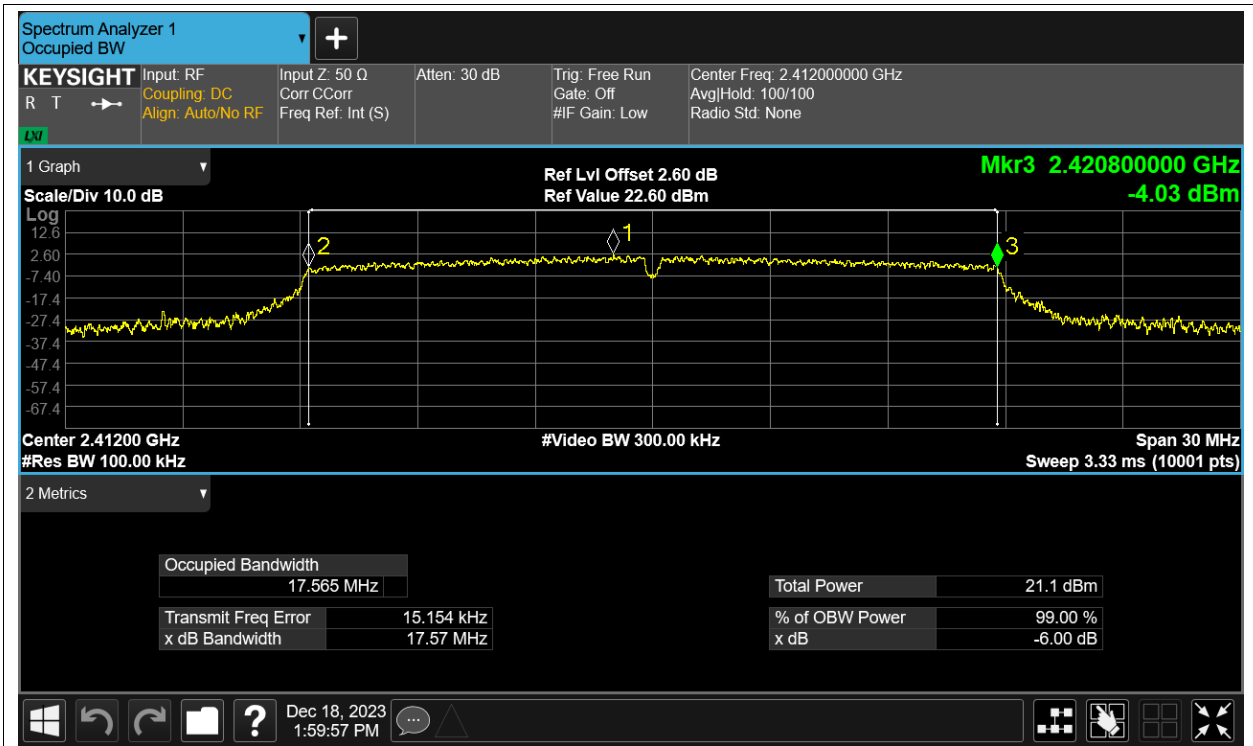 Spectrum Analyzer 1
Occupied BW
KEYSIGHT
R T
LXI
Input: RF
Coupling: DC
Align: Auto/No RF
Input Z: 50 Ω
Corr CCorr
Freq Ref: Int (S)
Atten: 30 dB
Trig: Free Run
Gate: Off
#IF Gain: Low
Center Freq: 2.412000000 GHz
Avg|Hold: 100/100
Radio Std: None
1 Graph
Scale/Div 10.0 dB
Ref Lvl Offset 2.60 dB
Ref Value 22.60 dBm
Mkr3 2.420800000 GHz
-4.03 dBm
Log
12.6
2.60
-7.40
-17.4
-27.4
-37.4
-47.4
-57.4
-67.4
2
1
3
Center 2.41200 GHz
#Res BW 100.00 kHz
#Video BW 300.00 kHz
Span 30 MHz
Sweep 3.33 ms (10001 pts)
2 Metrics
Occupied Bandwidth
17.565 MHz
Transmit Freq Error 15.154 kHz
x dB Bandwidth 17.57 MHz
Total Power 21.1 dBm
% of OBW Power 99.00 %
x dB -6.00 dB
?
Dec 18, 2023
1:59:57 PM